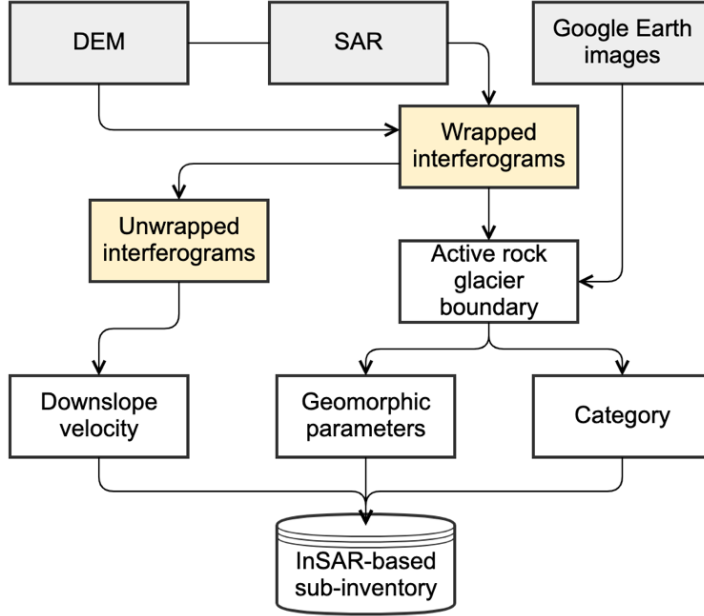 DEM
SAR
Google Earth
images
Wrapped
interferograms
Unwrapped
interferograms
Active rock
glacier
boundary
Downslope
velocity
Geomorphic
parameters
Category
InSAR-based
sub-inventory